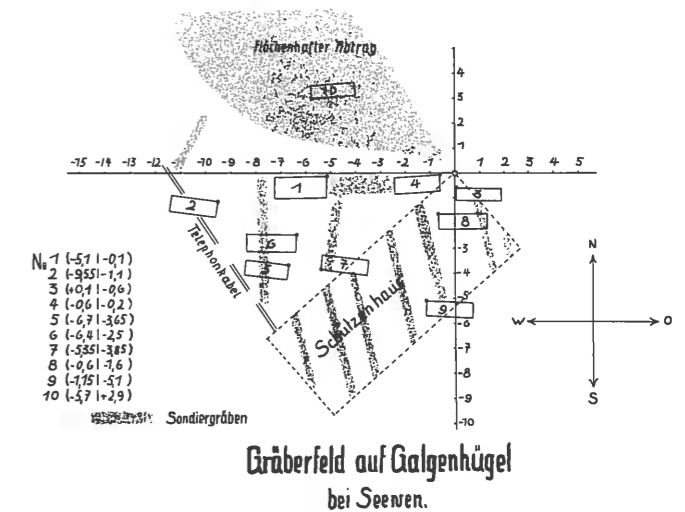 Flächenhafter Abtrag
10
4
3
2
1
-15 -14 -13 -12 -11 -10 -9 -8 -7 -6 -5 -4 -3 -2 -1 1 2 3 4 5
1
4
3
2
8
6
5
7
9
Telephonkabel
Schützenhaus
-3
-4
-5
-6
-7
-8
-9
-10
N
W
O
S
№ 1 (-5,1 | -0,1)
2 (-9,55 | -1,1)
3 (+0,1 | -0,6)
4 (-0,6 | -0,2)
5 (-6,7 | -3,65)
6 (-6,4 | -2,5)
7 (-5,35 | -3,85)
8 (-0,6 | -1,6)
9 (-1,15 | -5,1)
10 (-5,7 | +2,9)
Sondiergräben
Gräberfeld auf Galgenhügel
bei Seewen.